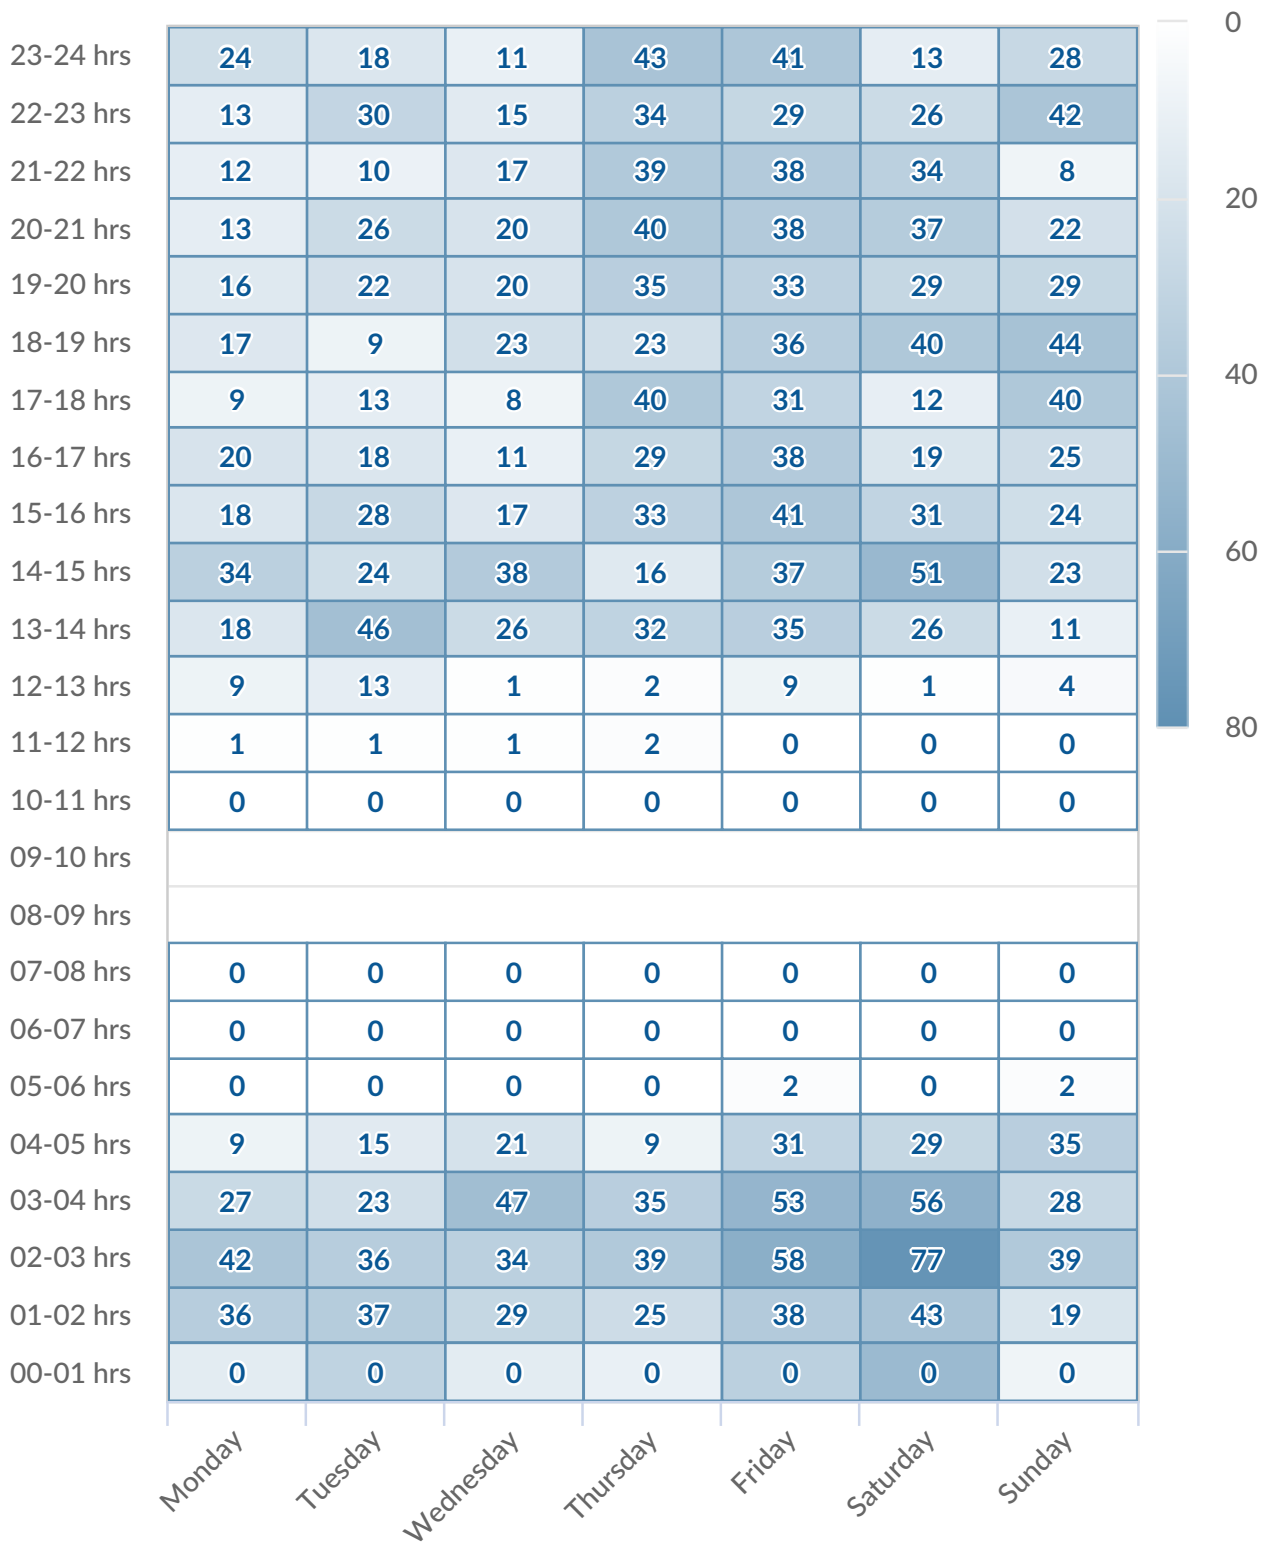 23-24 hrs 24 18 11 43 41 13 28
22-23 hrs 13 30 15 34 29 26 42
21-22 hrs 12 10 17 39 38 34 8
20-21 hrs 13 26 20 40 38 37 22
19-20 hrs 16 22 20 35 33 29 29
18-19 hrs 17 9 23 23 36 40 44
17-18 hrs 9 13 8 40 31 12 40
16-17 hrs 20 18 11 29 38 19 25
15-16 hrs 18 28 17 33 41 31 24
14-15 hrs 34 24 38 16 37 51 23
13-14 hrs 18 46 26 32 35 26 11
12-13 hrs 9 13 1 2 9 1 4
11-12 hrs 1 1 1 2 0 0 0
10-11 hrs 0 0 0 0 0 0 0
09-10 hrs
08-09 hrs
07-08 hrs 0 0 0 0 0 0 0
06-07 hrs 0 0 0 0 0 0 0
05-06 hrs 0 0 0 0 2 0 2
04-05 hrs 9 15 21 9 31 29 35
03-04 hrs 27 23 47 35 53 56 28
02-03 hrs 42 36 34 39 58 77 39
01-02 hrs 36 37 29 25 38 43 19
00-01 hrs 0 0 0 0 0 0 0
Monday Tuesday Wednesday Thursday Friday Saturday Sunday
0
20
40
60
80